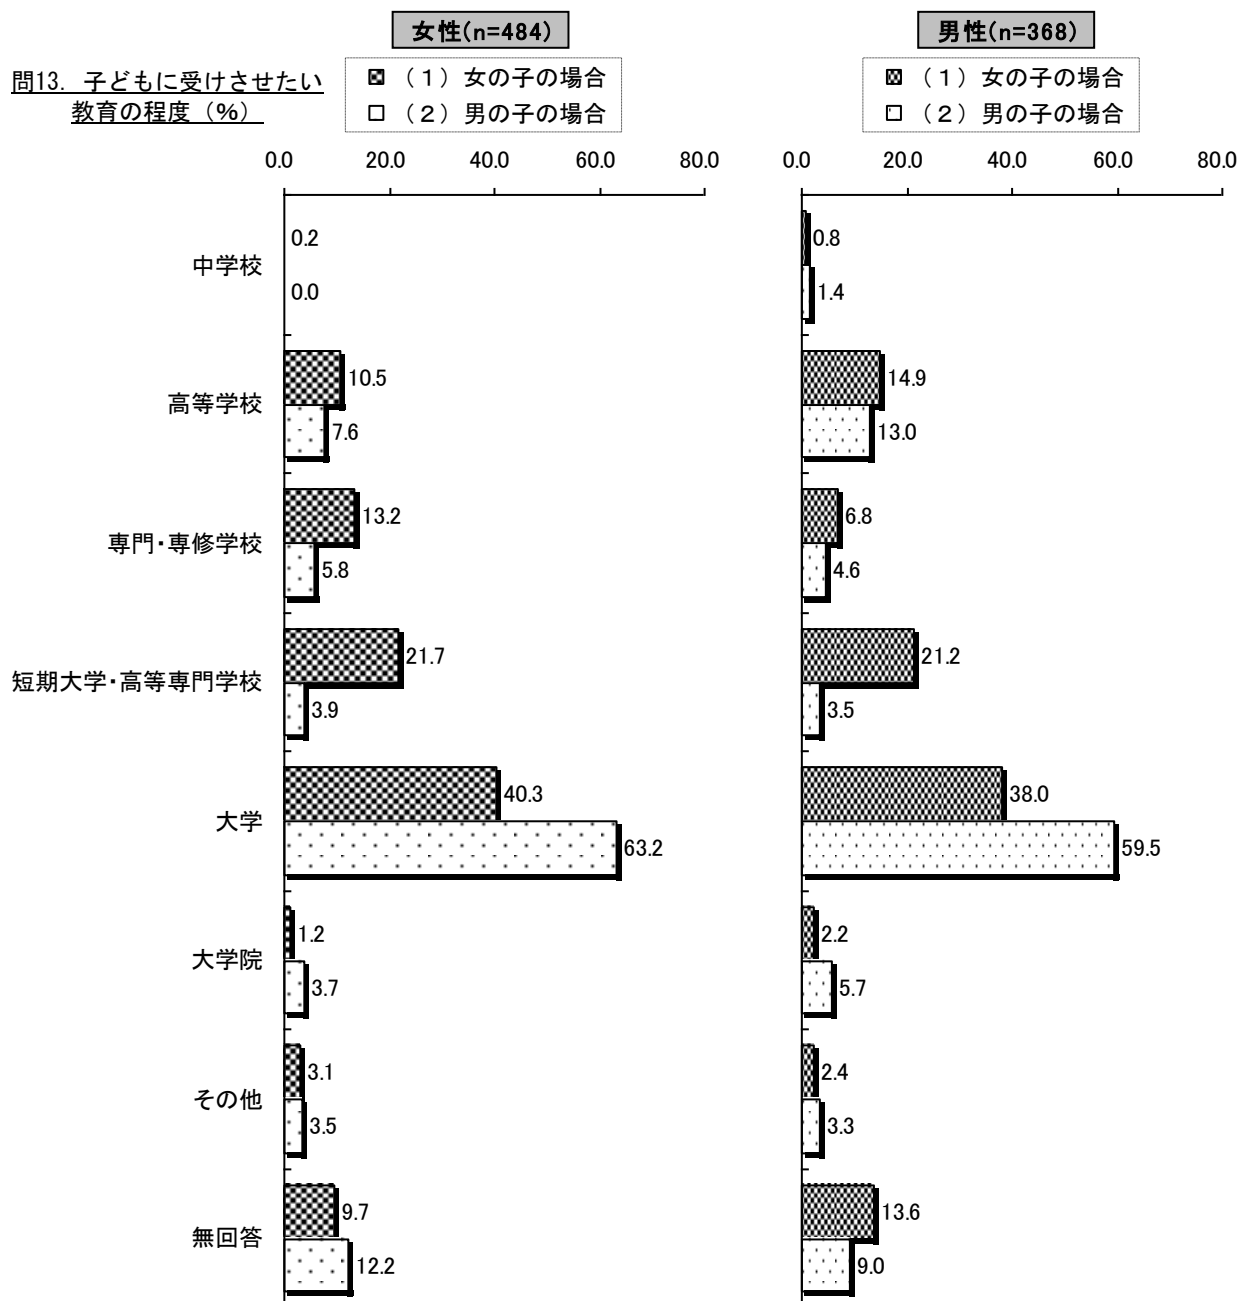 女性(n=484)
男性(n=368)
問13. 子どもに受けさせたい
教育の程度（%）
（１）女の子の場合
（２）男の子の場合
（１）女の子の場合
（２）男の子の場合
0.0 20.0 40.0 60.0 80.0
0.0 20.0 40.0 60.0 80.0
中学校
0.2
0.0
0.8
1.4
高等学校
10.5
7.6
14.9
13.0
専門・専修学校
13.2
5.8
6.8
4.6
短期大学・高等専門学校
21.7
3.9
21.2
3.5
大学
40.3
63.2
38.0
59.5
大学院
1.2
3.7
2.2
5.7
その他
3.1
3.5
2.4
3.3
無回答
9.7
12.2
13.6
9.0